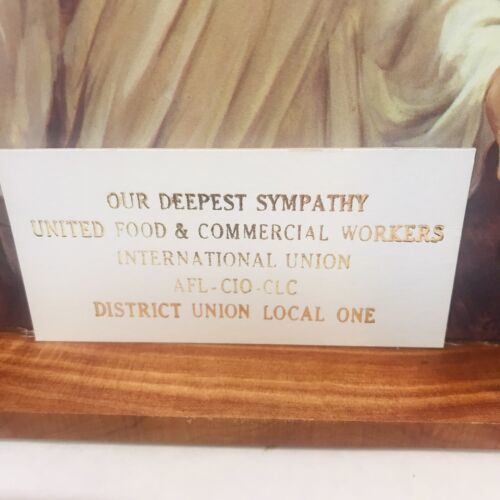 OUR DEEPEST SYMPATHY
UNITED FOOD & COMMERCIAL WORKERS
INTERNATIONAL UNION
AFL-CIO-CLC
DISTRICT UNION LOCAL ONE